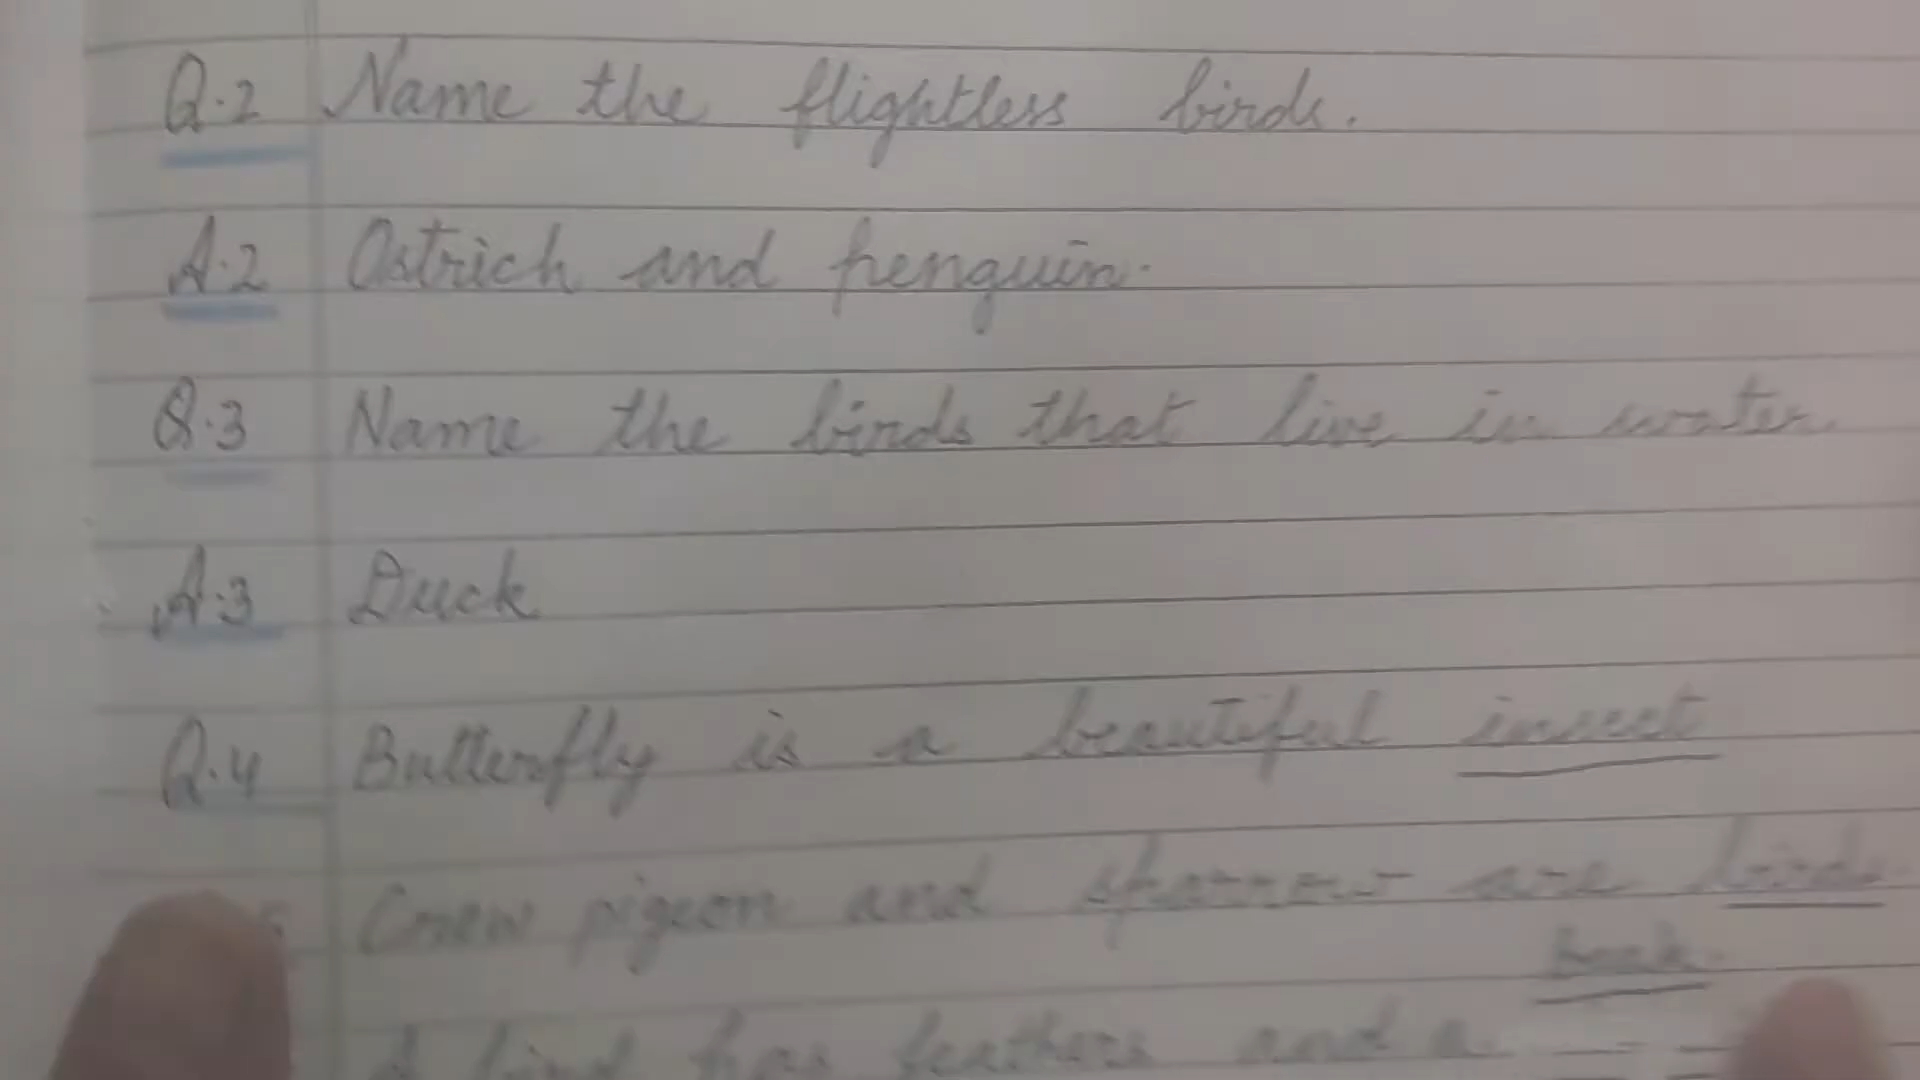 Q.2 Name the flightless birds.
A.2 Ostrich and penguin.
Q.3 Name the birds that live in water.
A.3 Duck
Q.4 Butterfly is a beautiful insect
5 Crow pigeon and sparrow are birds.
Beak.
A bird has feathers and a